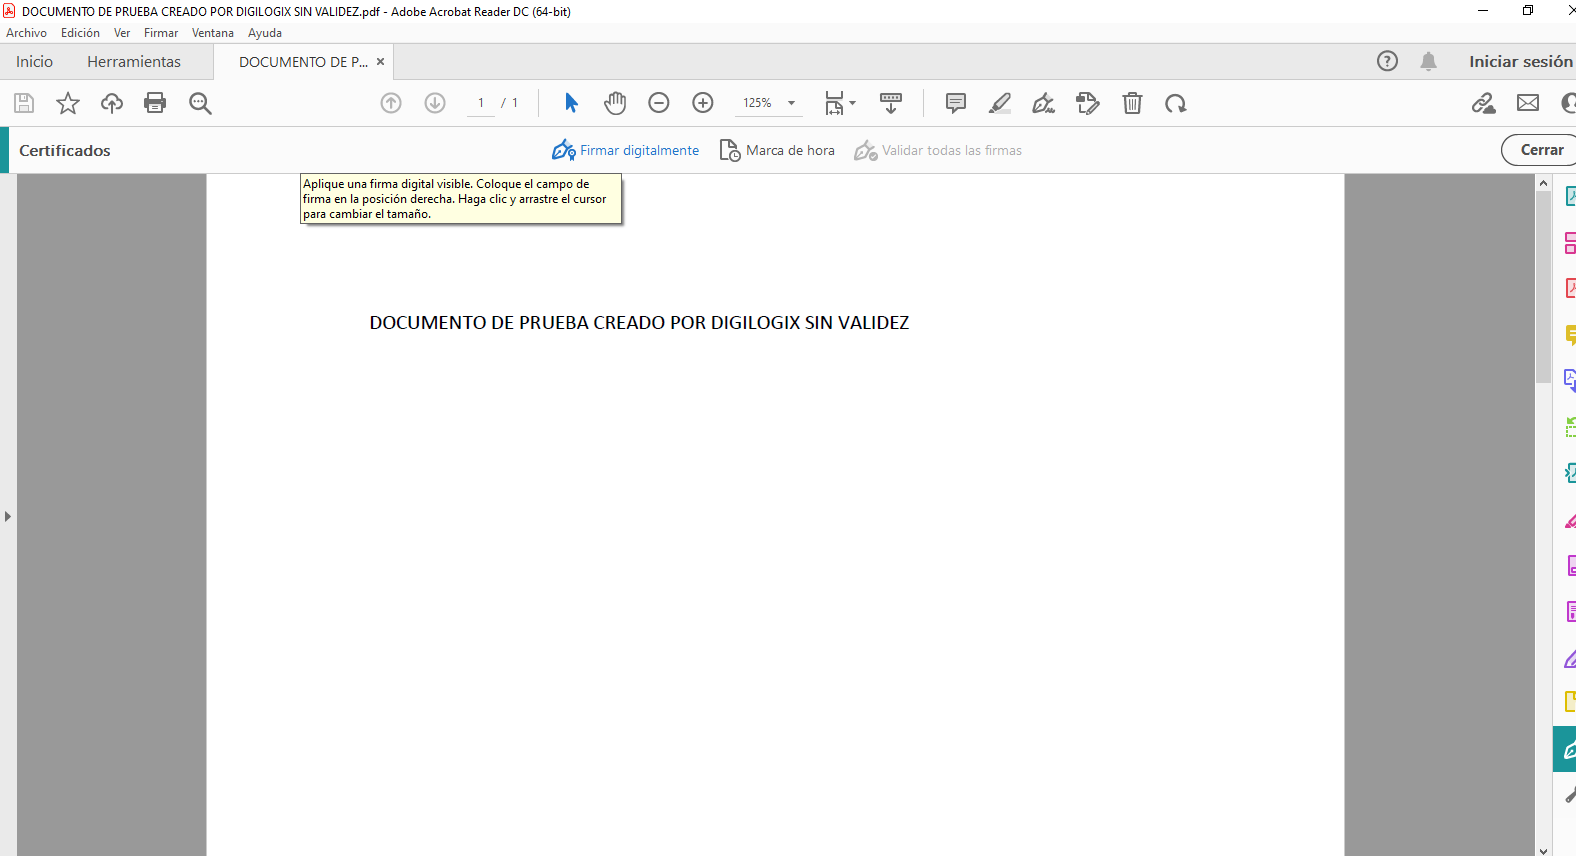 DOCUMENTO DE PRUEBA CREADO POR DIGILOGIX SIN VALIDEZ.pdf - Adobe Acrobat Reader DC (64-bit)
Archivo Edición Ver Firmar Ventana Ayuda
Inicio Herramientas DOCUMENTO DE P... × Iniciar sesión
1 / 1 125%
Certificados Firmar digitalmente Marca de hora Validar todas las firmas Cerrar
Aplique una firma digital visible. Coloque el campo de
firma en la posición derecha. Haga clic y arrastre el cursor
para cambiar el tamaño.
DOCUMENTO DE PRUEBA CREADO POR DIGILOGIX SIN VALIDEZ